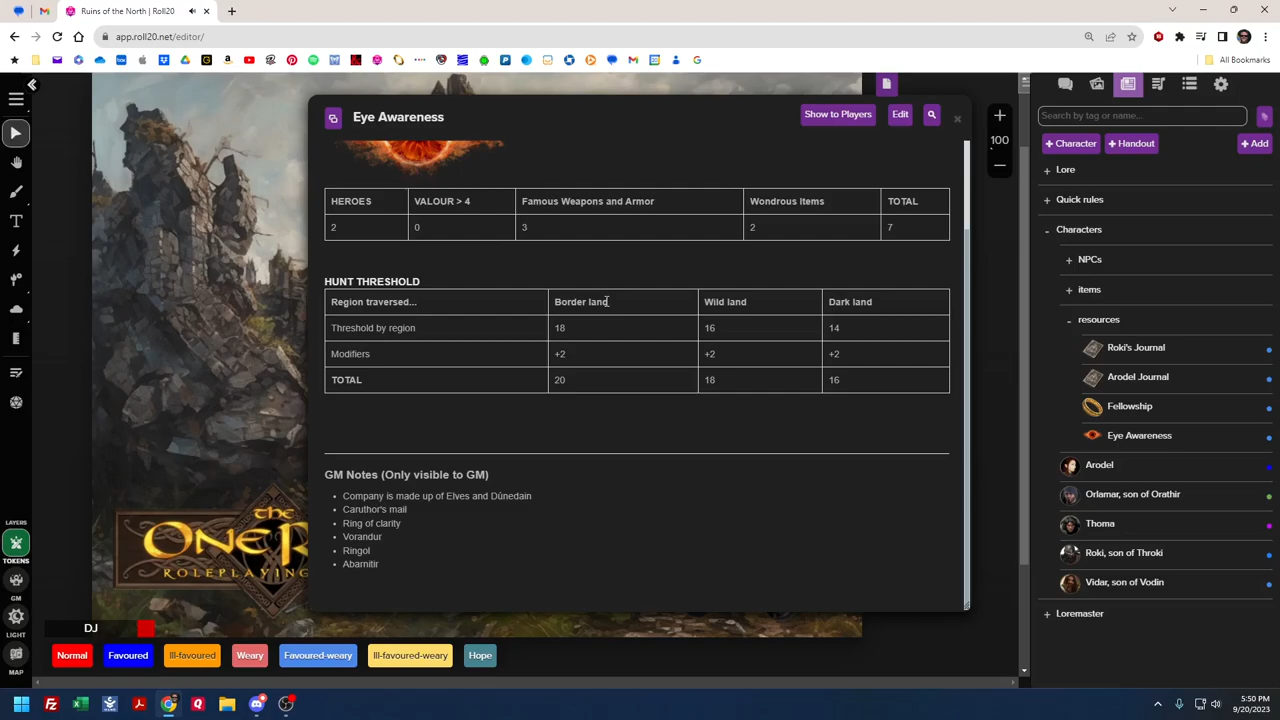 Ruins of the North | Roll20
app.roll20.net/editor/
All Bookmarks
Eye Awareness
Show to Players
Edit
100
HEROES VALOUR > 4 Famous Weapons and Armor Wondrous Items TOTAL
2 0 3 2 7
HUNT THRESHOLD
Region traversed... Border land Wild land Dark land
Threshold by region 18 16 14
Modifiers +2 +2 +2
TOTAL 20 18 16
GM Notes (Only visible to GM)
• Company is made up of Elves and Dúnedain
• Caruthor's mail
• Ring of clarity
• Vorandur
• Ringol
• Abarnitir
Search by tag or name...
+ Character
+ Handout
+ Add
+ Lore
+ Quick rules
- Characters
+ NPCs
+ items
- resources
Roki's Journal
Arodel Journal
Fellowship
Eye Awareness
Arodel
Orlamar, son of Orathir
Thoma
Roki, son of Throki
Vidar, son of Vodin
+ Loremaster
LAYERS
TOKENS
GM
LIGHT
MAP
the
ONE R
ROLEPLAYING
DJ
Normal
Favoured
Ill-favoured
Weary
Favoured-weary
Ill-favoured-weary
Hope
5:50 PM
9/20/2023